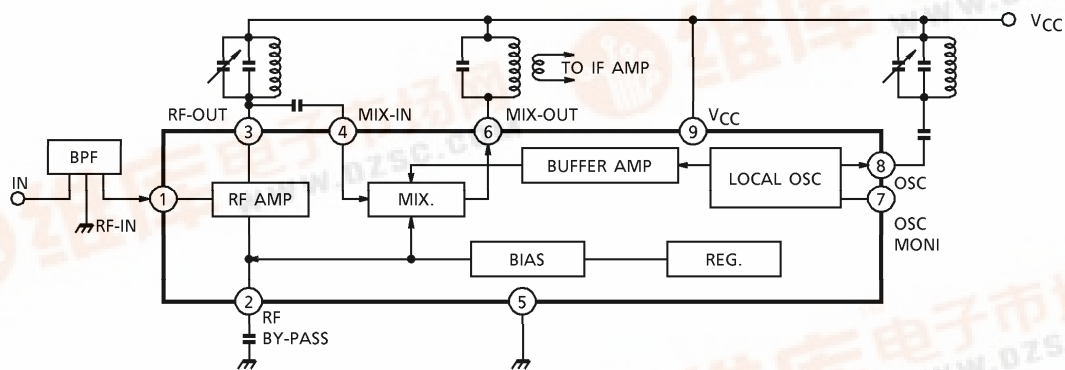 VCC
TO IF AMP
RF-OUT
MIX-IN
MIX-OUT
VCC
3
4
6
9
BPF
BUFFER AMP
LOCAL OSC
8
OSC
IN
1
RF AMP
MIX.
7
RF-IN
OSC
MONI
BIAS
REG.
2
5
RF
BY-PASS